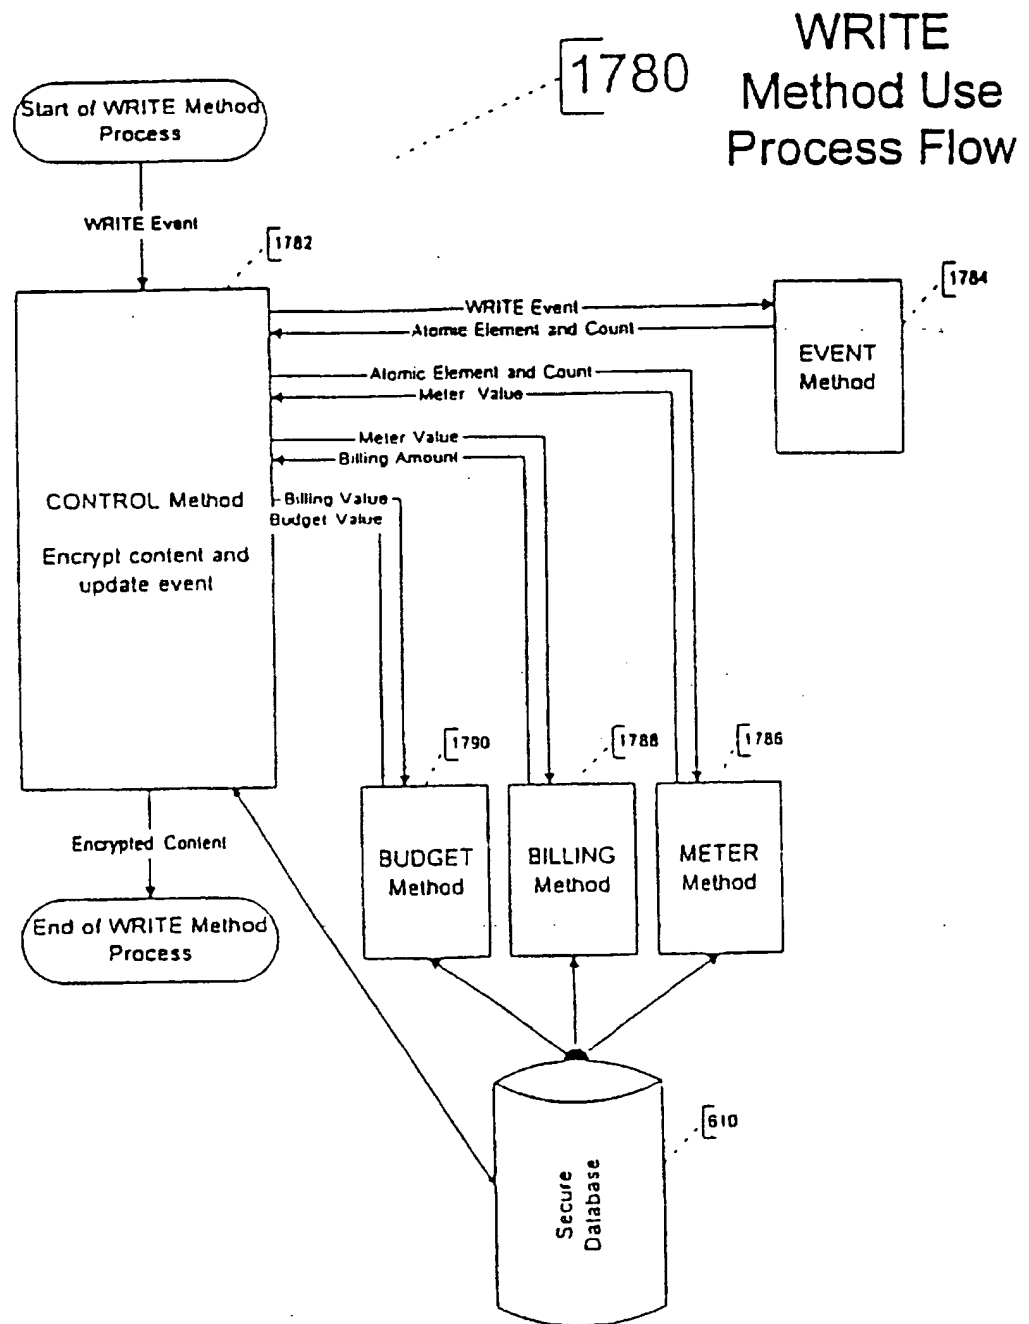 WRITE
Method Use
Process Flow
1780
Start of WRITE Method
Process
WRITE Event
1782
WRITE Event
Atomic Element and Count
1784
EVENT
Method
Atomic Element and Count
Meter Value
Meter Value
Billing Amount
Billing Value
Budget Value
CONTROL Method
Encrypt content and
update event
1790
1788
1786
BUDGET
Method
BILLING
Method
METER
Method
Encrypted Content
End of WRITE Method
Process
610
Secure
Database